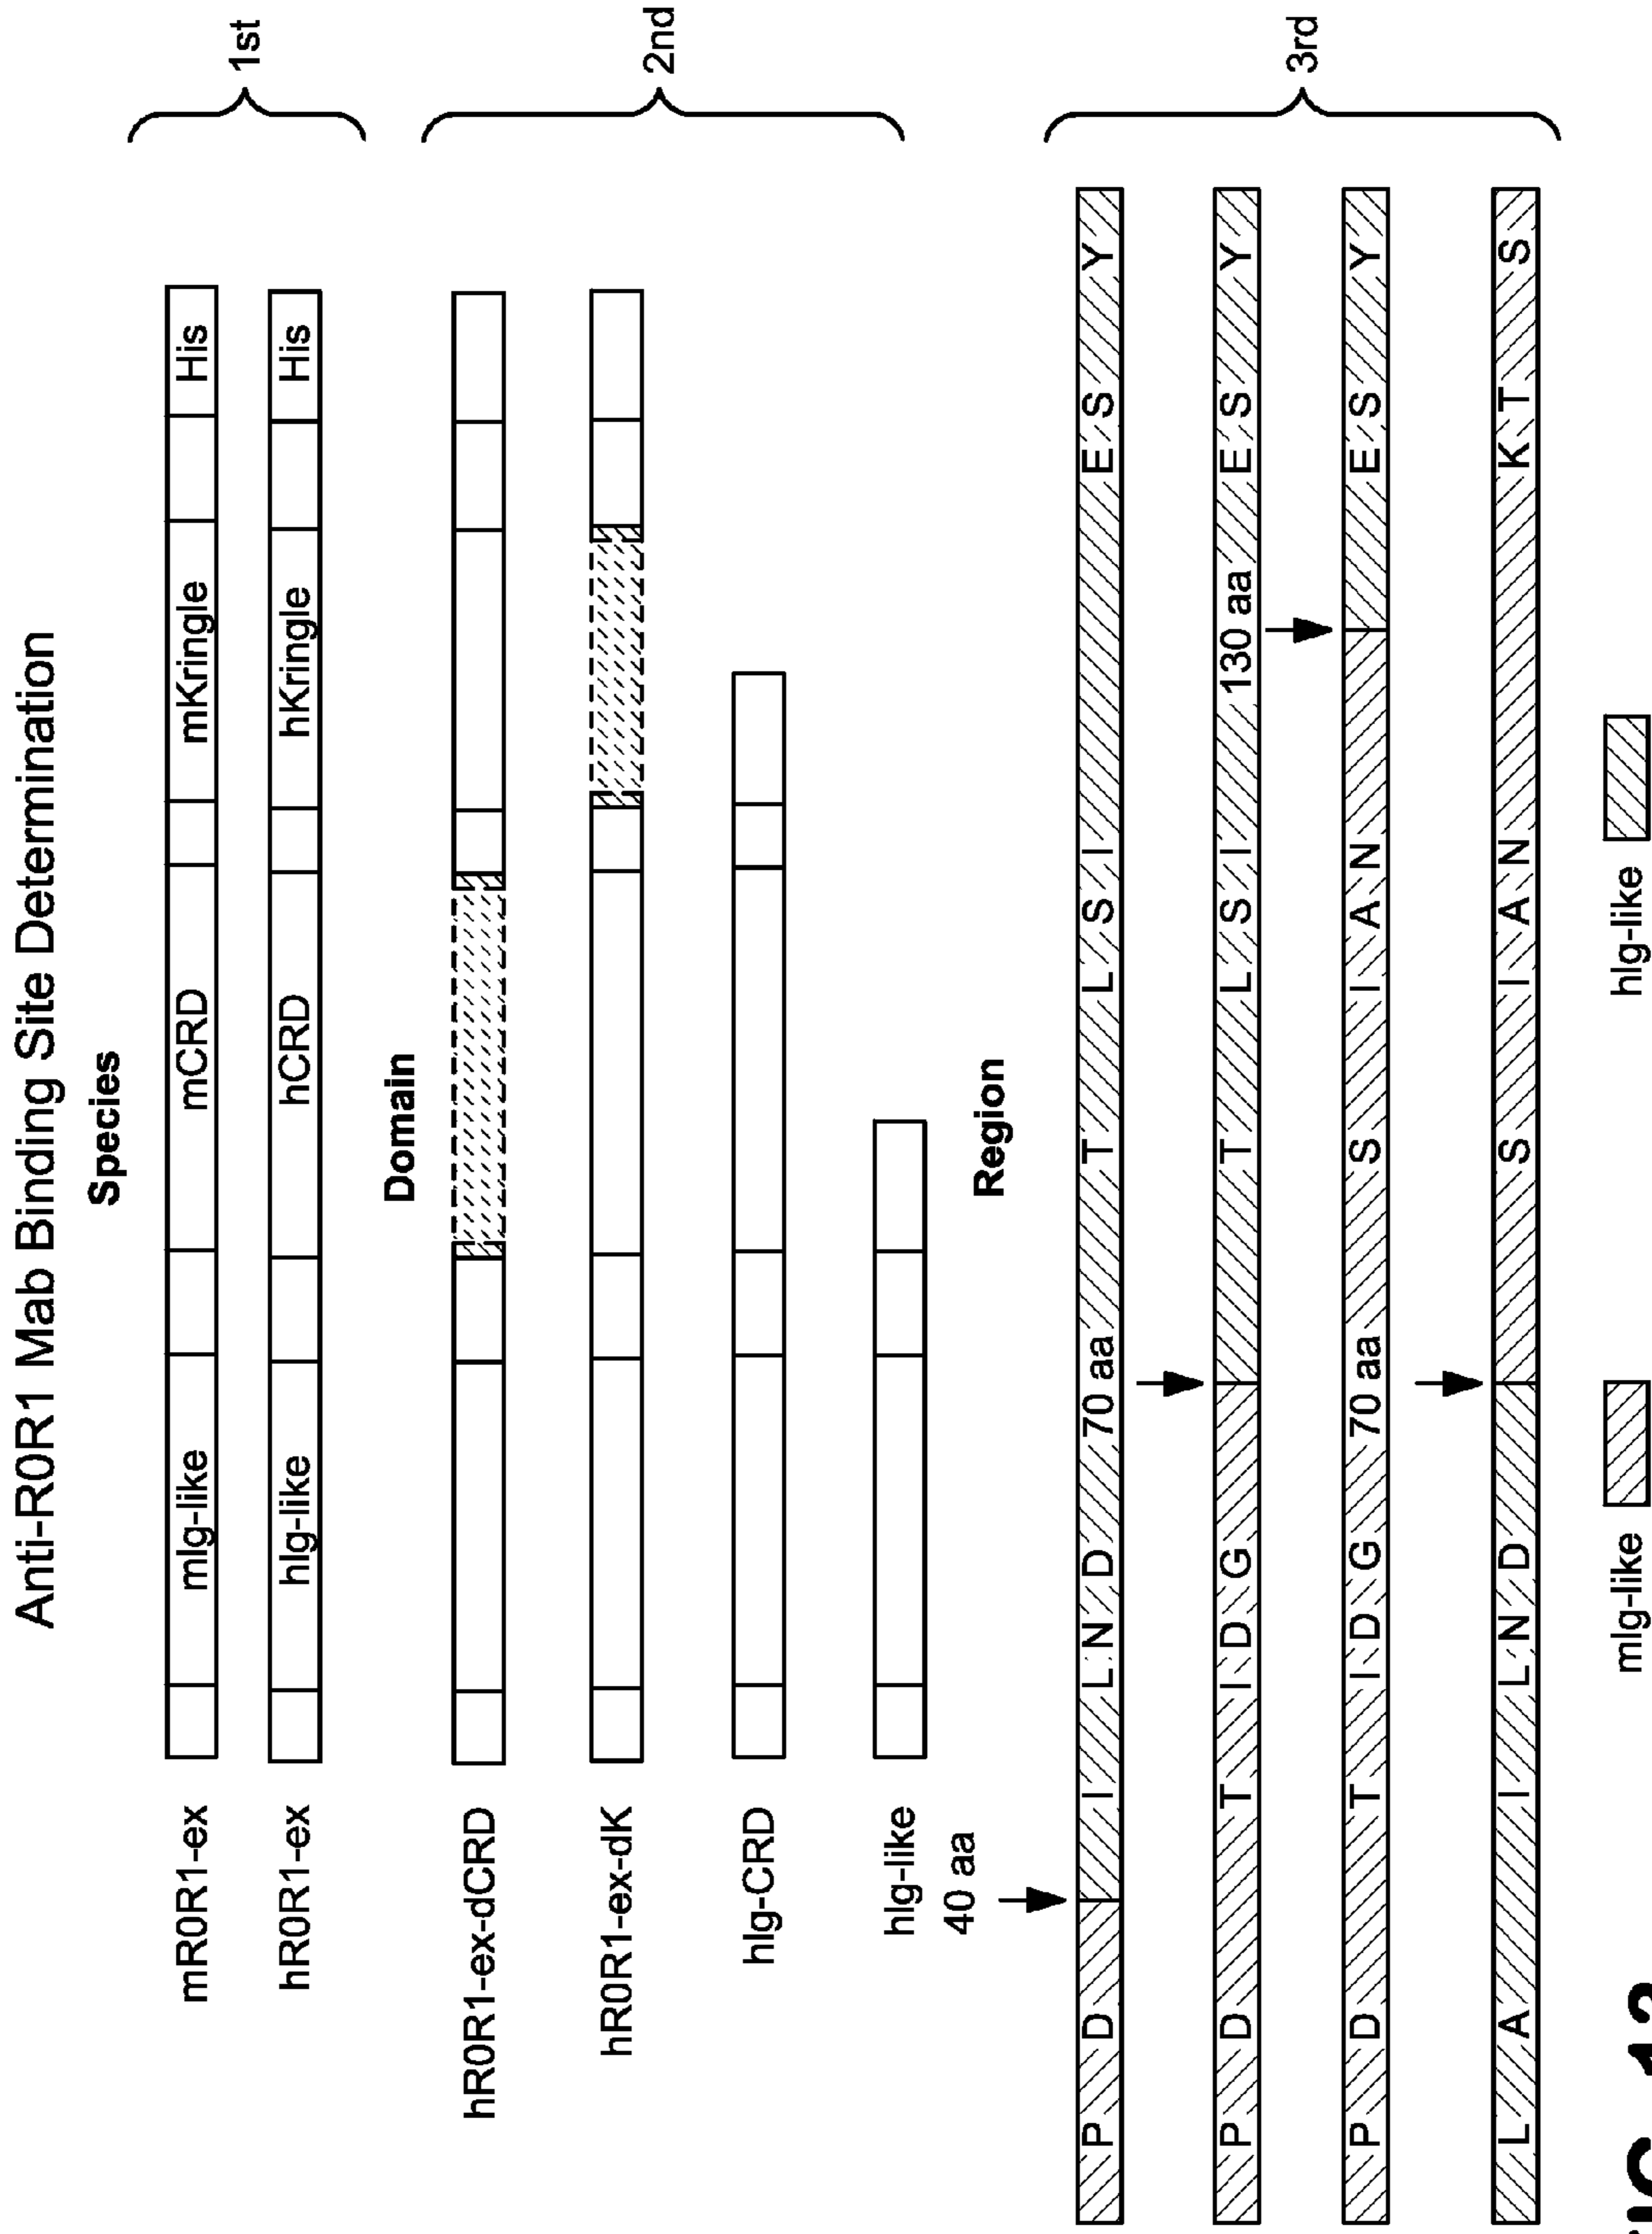 Anti-R0R1 Mab Binding Site Determination
Species
mR0R1-ex mIg-like mCRD mKringle His
hR0R1-ex hIg-like hCRD hKringle His
1st
Domain
hR0R1-ex-dCRD
hR0R1-ex-dK
hIg-CRD
hIg-like
2nd
Region
40 aa
P D I L N D 70 aa T L S I E S Y
P D T I D G T L S I 130 aa E S Y
P D T I D G 70 aa S I A N E S Y
L A I L N D S I A N K T S
3rd
mIg-like hIg-like